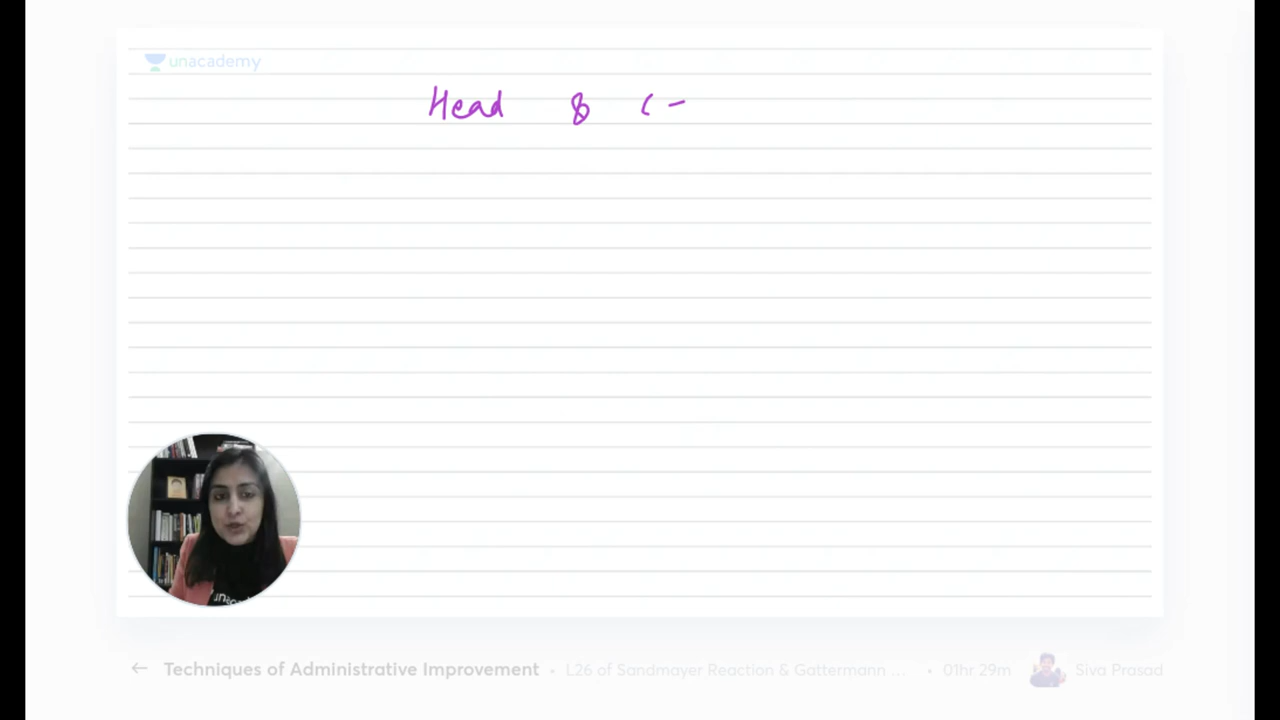 unacademy
Head & C-
← Techniques of Administrative Improvement • L26 of Sandmayer Reaction & Gattermann ... • 01hr 29m Siva Prasad